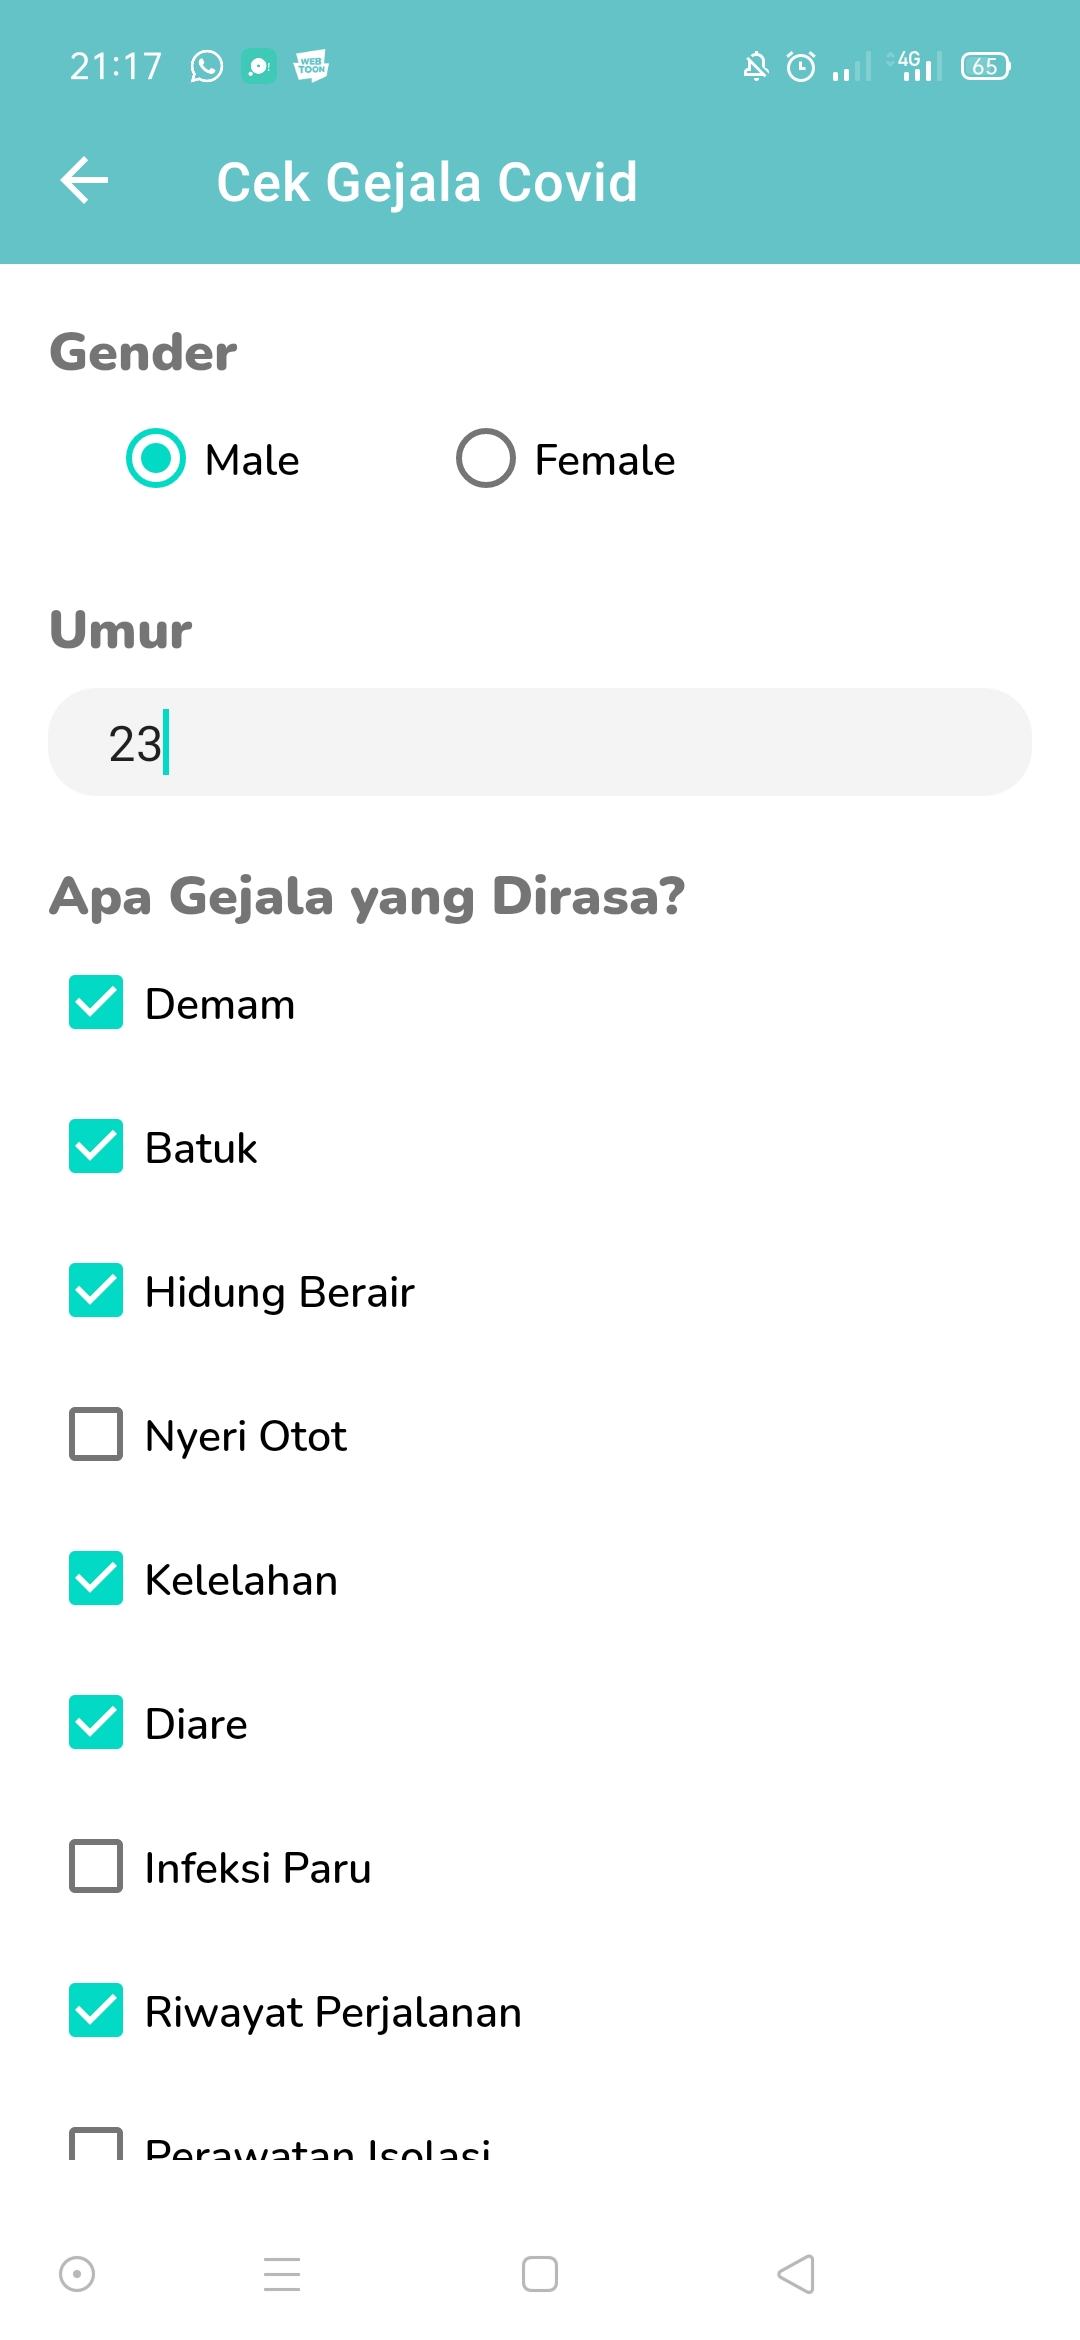 21:17 WEB TOON 4G 65
Cek Gejala Covid
Gender
Male Female
Umur
23
Apa Gejala yang Dirasa?
Demam
Batuk
Hidung Berair
Nyeri Otot
Kelelahan
Diare
Infeksi Paru
Riwayat Perjalanan
Perawatan Isolasi